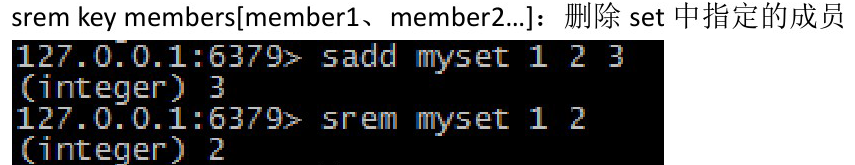 srem key members[member1、member2…]：删除 set 中指定的成员
127.0.0.1:6379> sadd myset 1 2 3
(integer) 3
127.0.0.1:6379> srem myset 1 2
(integer) 2